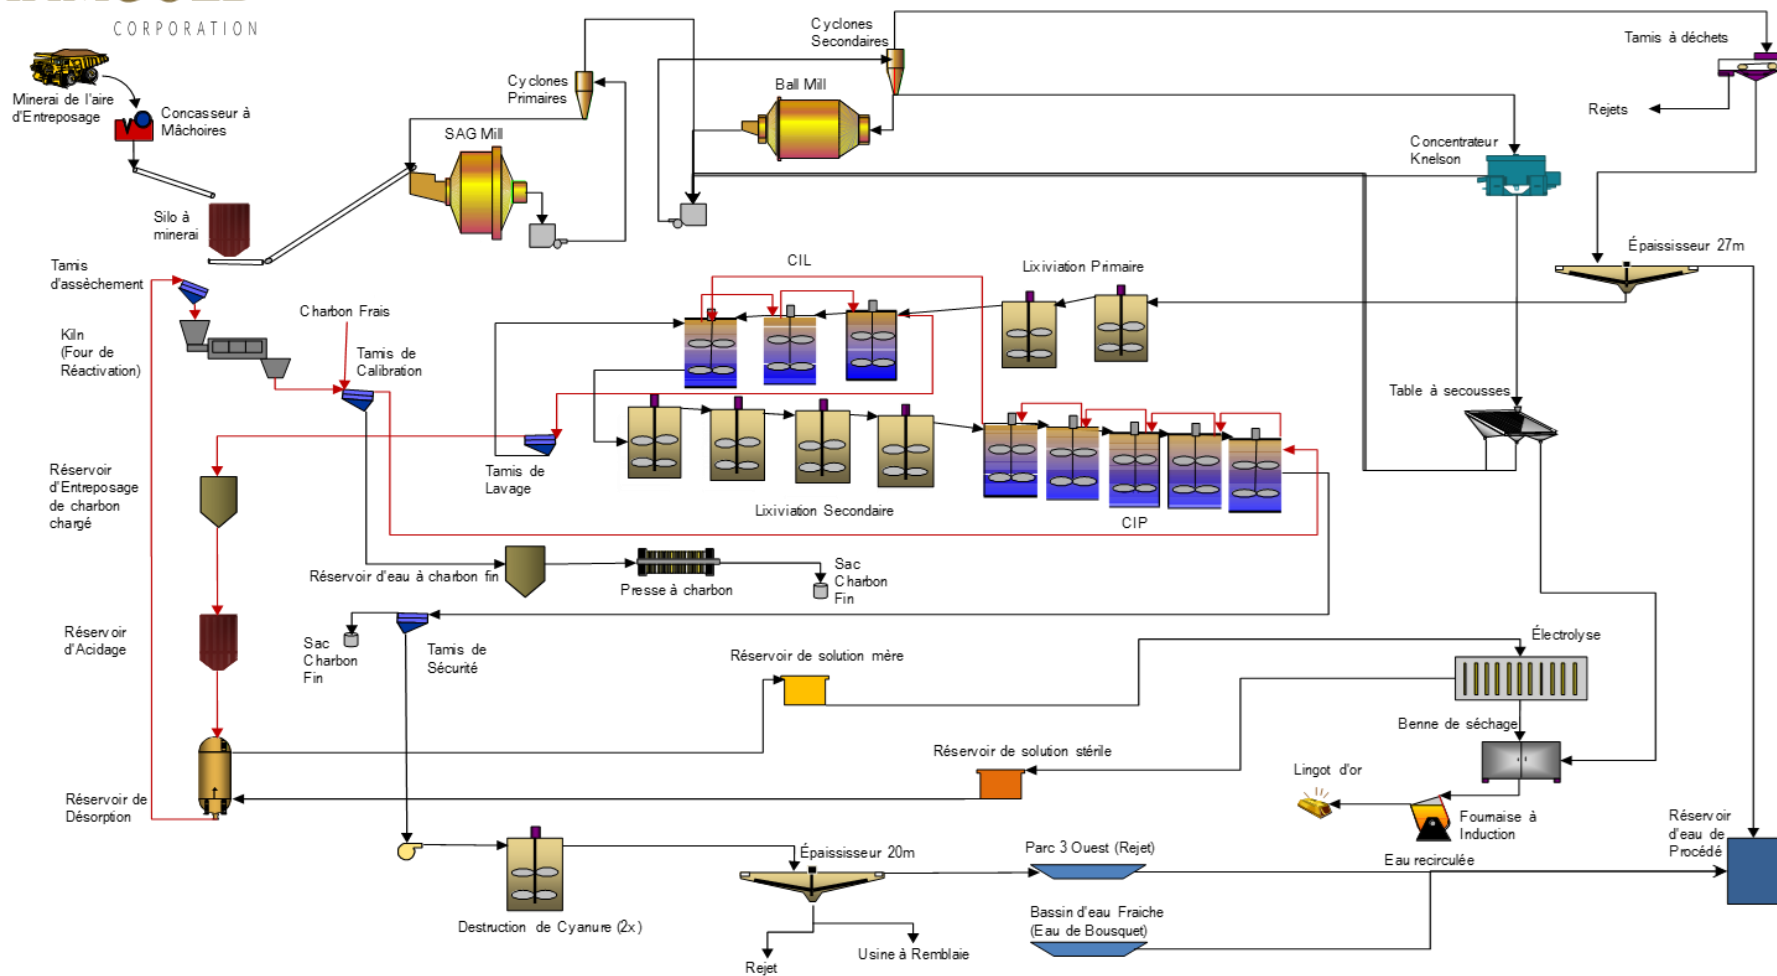 CORPORATION
Minerai de l'aire
d'Entreposage
Concasseur à
Mâchoires
Silo à
minerai
SAG Mill
Cyclones
Primaires
Ball Mill
Cyclones
Secondaires
Tamis à déchets
Rejets
Concentrateur
Knelson
Épaississeur 27m
Tamis
d'assèchement
Kiln
(Four de
Réactivation)
Charbon Frais
Tamis de
Calibration
CIL
Lixiviation Primaire
Table à secousses
Tamis de
Lavage
Lixiviation Secondaire
CIP
Réservoir
d'Entreposage
de charbon
chargé
Réservoir d'eau à charbon fin
Presse à charbon
Sac
Charbon
Fin
Réservoir
d'Acidage
Sac
Charbon
Fin
Tamis de
Sécurité
Réservoir de solution mère
Électrolyse
Benne de séchage
Réservoir de solution stérile
Lingot d'or
Fournaise à
Induction
Réservoir de
Désorption
Réservoir
d'eau de
Procédé
Épaississeur 20m
Parc 3 Ouest (Rejet)
Eau recirculée
Destruction de Cyanure (2x)
Bassin d'eau Fraiche
(Eau de Bousquet)
Usine à Remblaie
Rejet